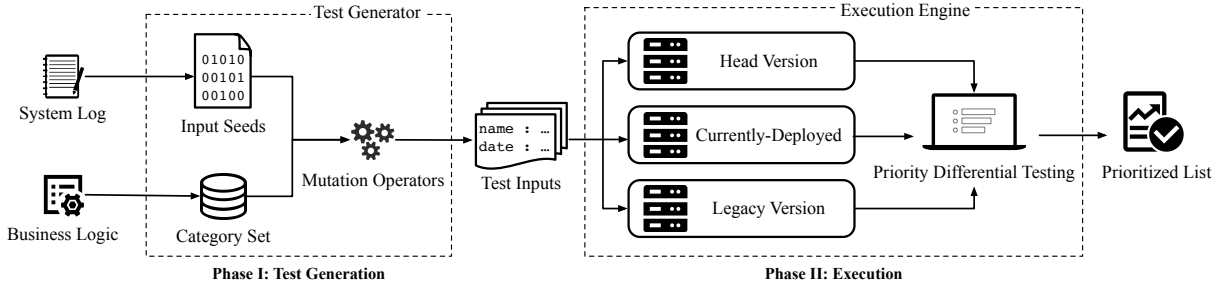 Test Generator
Execution Engine
01010
00101
00100
System Log
Input Seeds
Business Logic
Category Set
Mutation Operators
name : …
date : …
Test Inputs
Head Version
Currently-Deployed
Legacy Version
Priority Differential Testing
Prioritized List
Phase I: Test Generation
Phase II: Execution